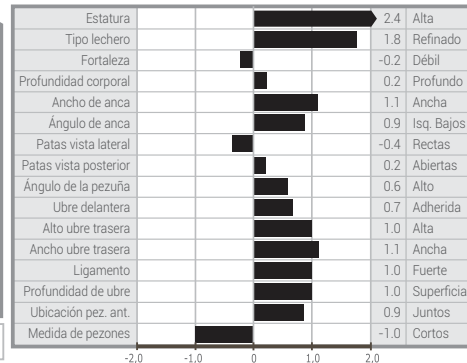 Estatura 2.4 Alta
Tipo lechero 1.8 Refinado
Fortaleza -0.2 Débil
Profundidad corporal 0.2 Profundo
Ancho de anca 1.1 Ancha
Ángulo de anca 0.9 Isq. Bajos
Patas vista lateral -0.4 Rectas
Patas vista posterior 0.2 Abiertas
Ángulo de la pezuña 0.6 Alto
Ubre delantera 0.7 Adherida
Alto ubre trasera 1.0 Alta
Ancho ubre trasera 1.1 Ancha
Ligamento 1.0 Fuerte
Profundidad de ubre 1.0 Superficia
Ubicación pez. ant. 0.9 Juntos
Medida de pezones -1.0 Cortos
-2,0 -1.0 0 1.0 2.0